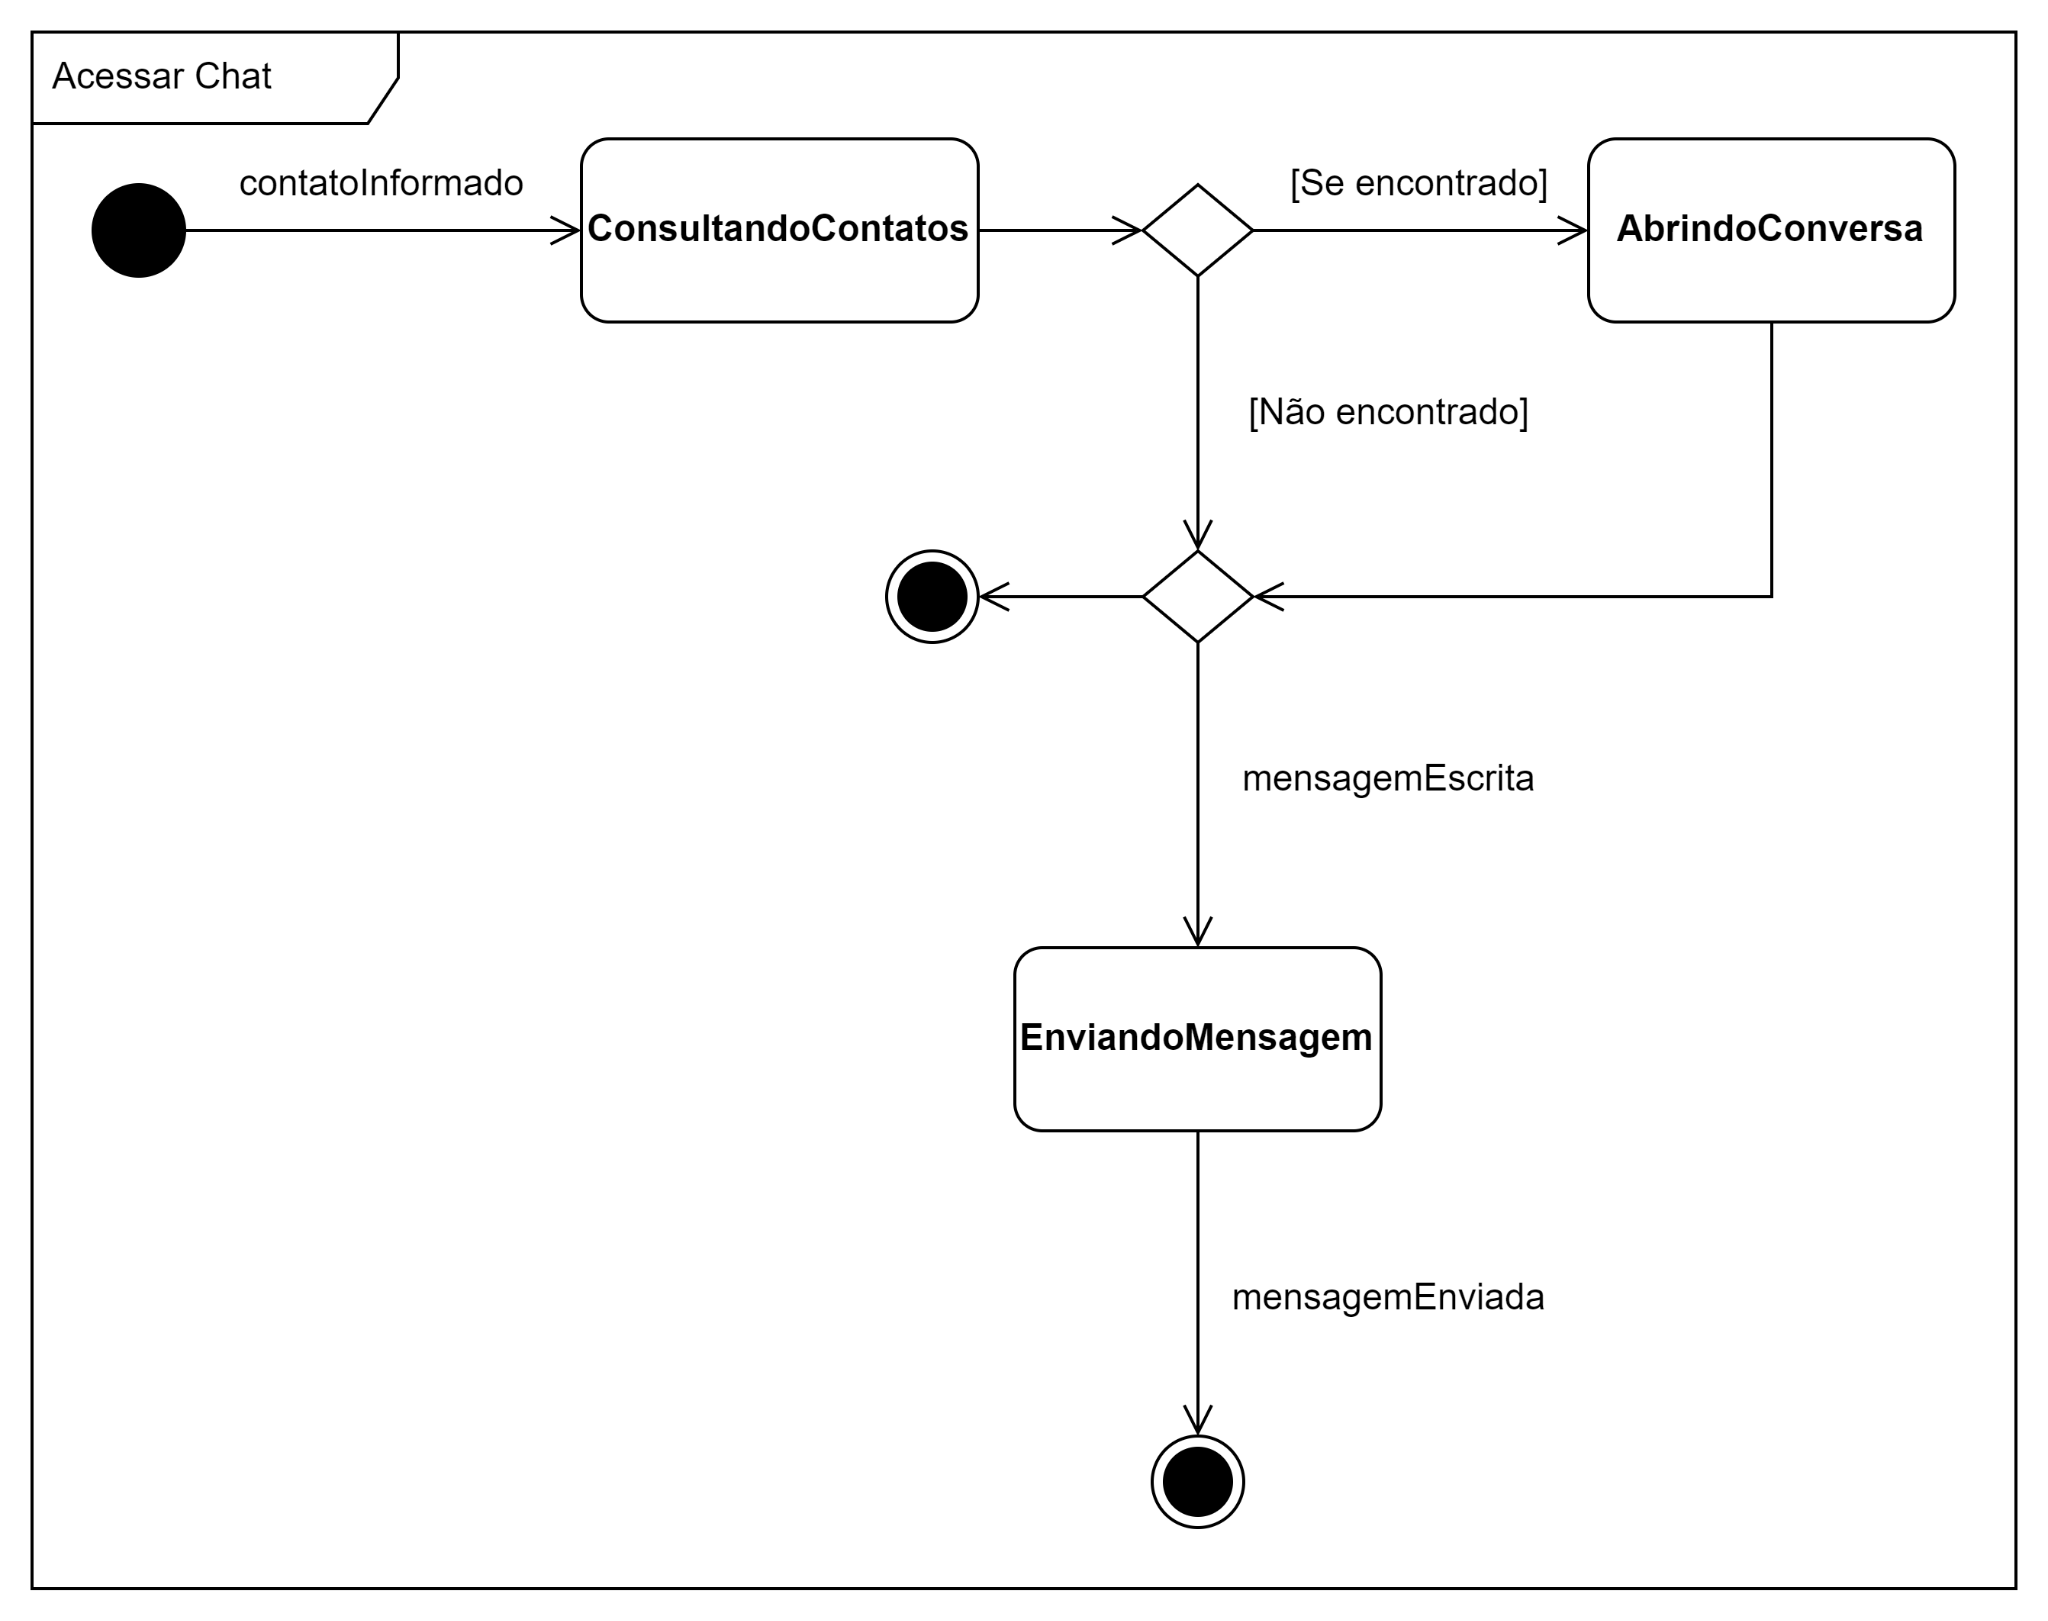 Acessar Chat
contatoInformado
ConsultandoContatos
[Se encontrado]
AbrindoConversa
[Não encontrado]
mensagemEscrita
EnviandoMensagem
mensagemEnviada